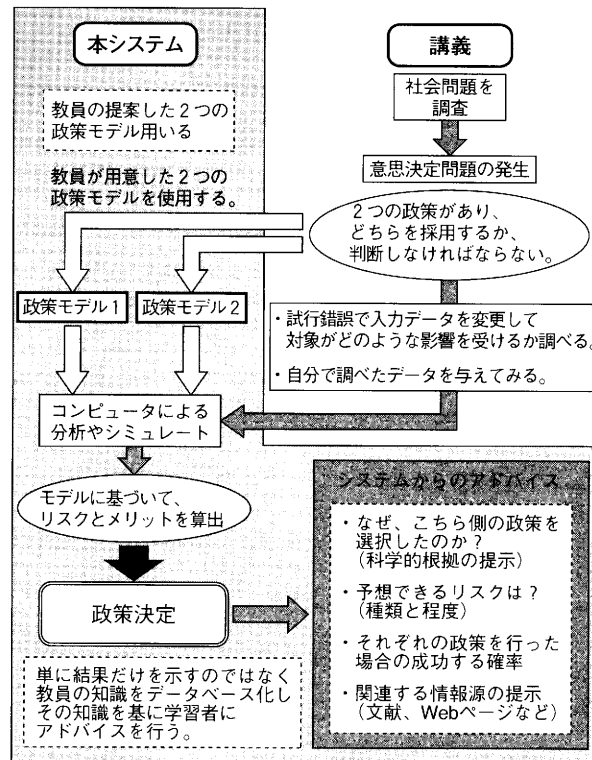 本システム
教員の提案した2つの
政策モデル用いる
教員が用意した2つの
政策モデルを使用する。
政策モデル1
政策モデル2
コンピュータによる
分析やシミュレート
モデルに基づいて、
リスクとメリットを算出
政策決定
単に結果だけを示すのではなく
教員の知識をデータベース化し
その知識を基に学習者に
アドバイスを行う。
講義
社会問題を
調査
意思決定問題の発生
2つの政策があり、
どちらを採用するか、
判断しなければならない。
・試行錯誤で入力データを変更して
対象がどのような影響を受けるか調べる。
・自分で調べたデータを与えてみる。
システムからのアドバイス
・なぜ、こちら側の政策を
選択したのか？
(科学的根拠の提示)
・予想できるリスクは？
(種類と程度)
・それぞれの政策を行った
場合の成功する確率
・関連する情報源の提示
(文献、Webページなど)